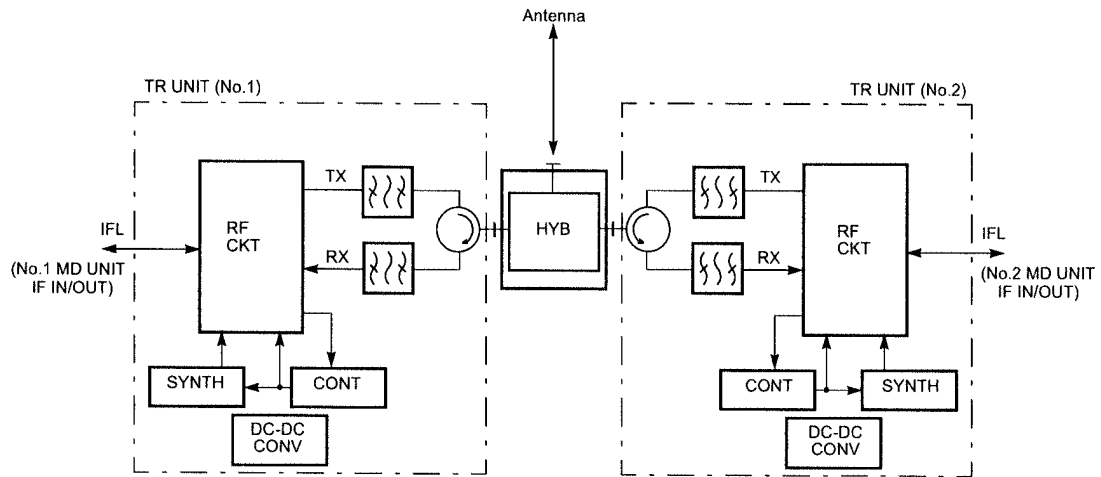 Antenna
TR UNIT (No.1)
TR UNIT (No.2)
TX
TX
RF
CKT
HYB
RF
CKT
IFL
IFL
RX
RX
(No.1 MD UNIT
IF IN/OUT)
(No.2 MD UNIT
IF IN/OUT)
SYNTH
CONT
CONT
SYNTH
DC-DC
CONV
DC-DC
CONV